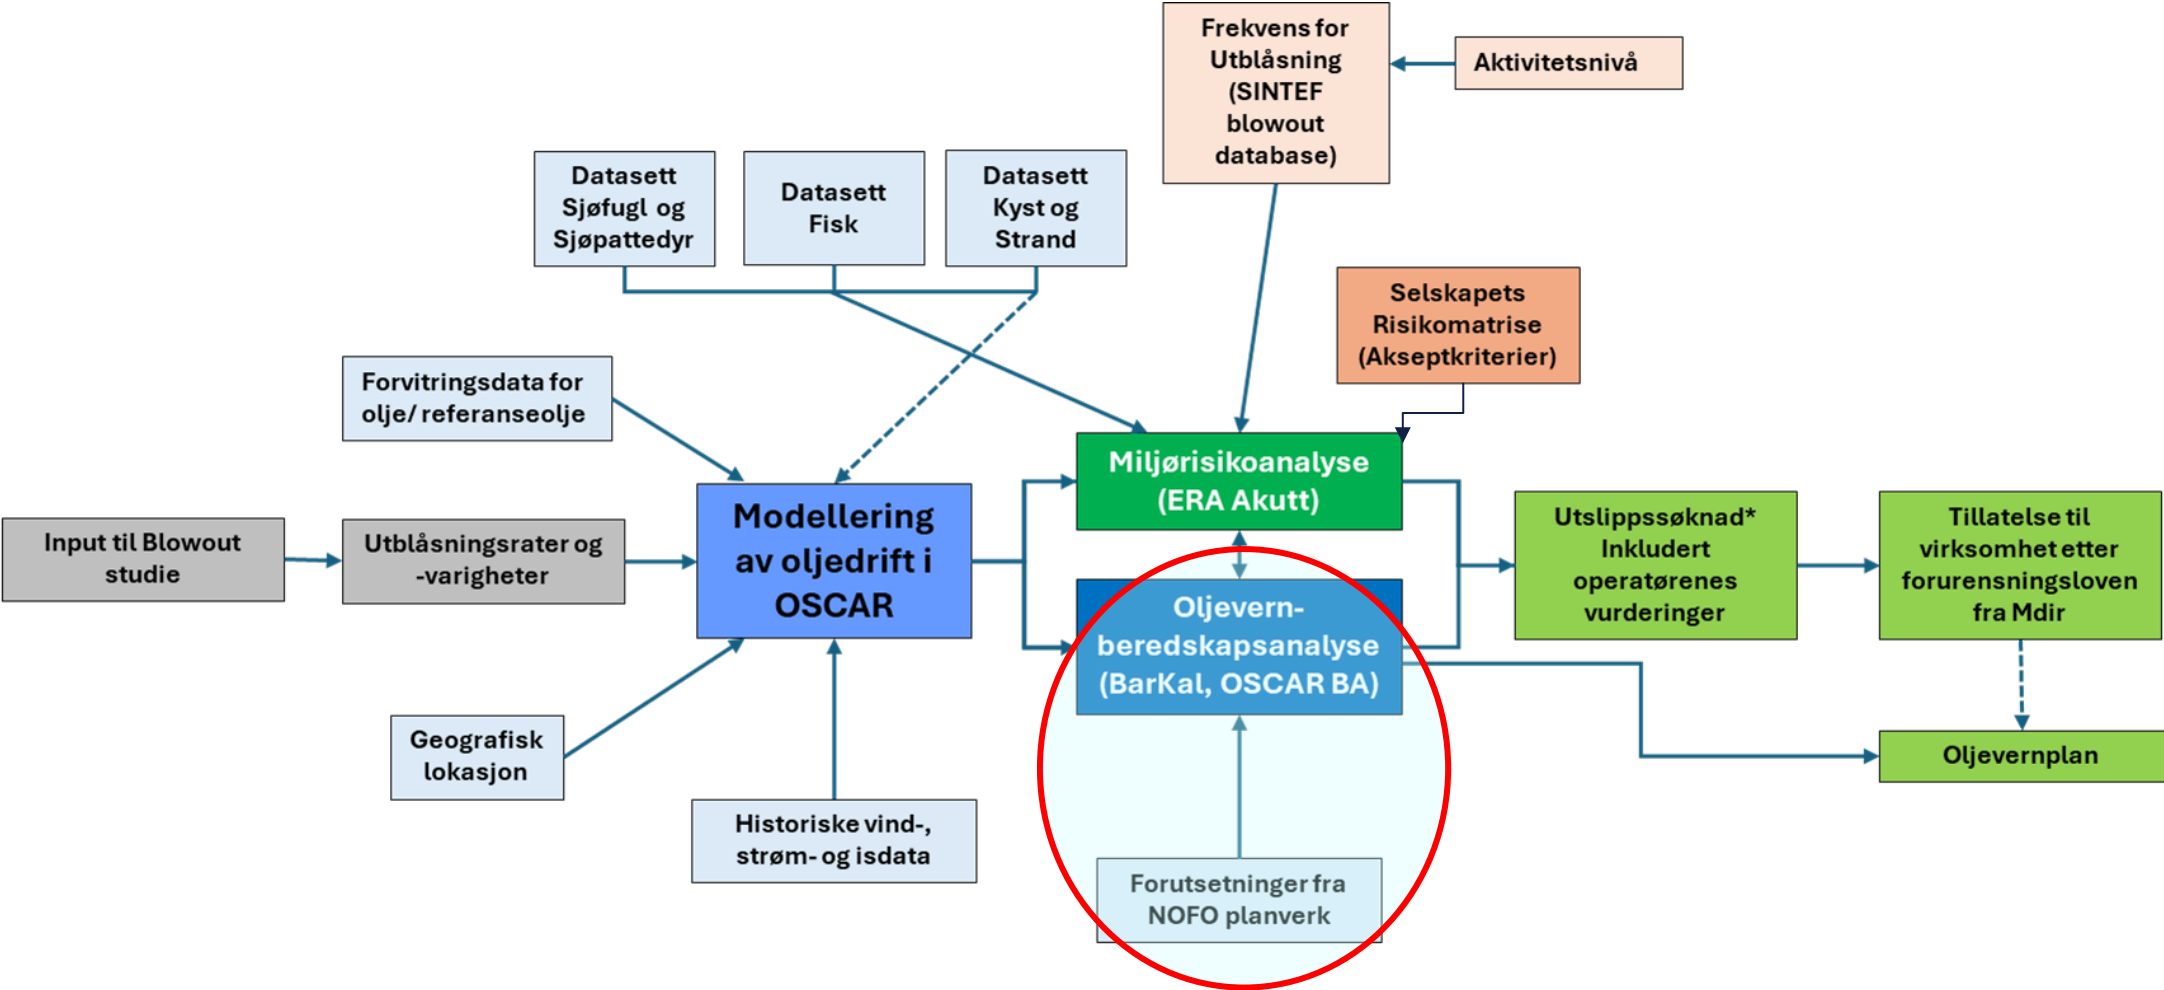 Frekvens for
Utblåsning
(SINTEF
blowout
database)
Aktivitetsnivå
Datasett
Sjøfugl og
Sjøpattedyr
Datasett
Fisk
Datasett
Kyst og
Strand
Selskapets
Risikomatrise
(Akseptkriterier)
Forvitringsdata for
olje/ referanseolje
Miljørisikoanalyse
(ERA Akutt)
Input til Blowout
studie
Utblåsningsrater og
-varigheter
Modellering
av oljedrift i
OSCAR
Utslippssøknad*
Inkludert
operatørenes
vurderinger
Tillatelse til
virksomhet etter
forurensningsloven
fra Mdir
Oljevern-
beredskapsanalyse
(BarKal, OSCAR BA)
Geografisk
lokasjon
Oljevernplan
Historiske vind-,
strøm- og isdata
Forutsetninger fra
NOFO planverk